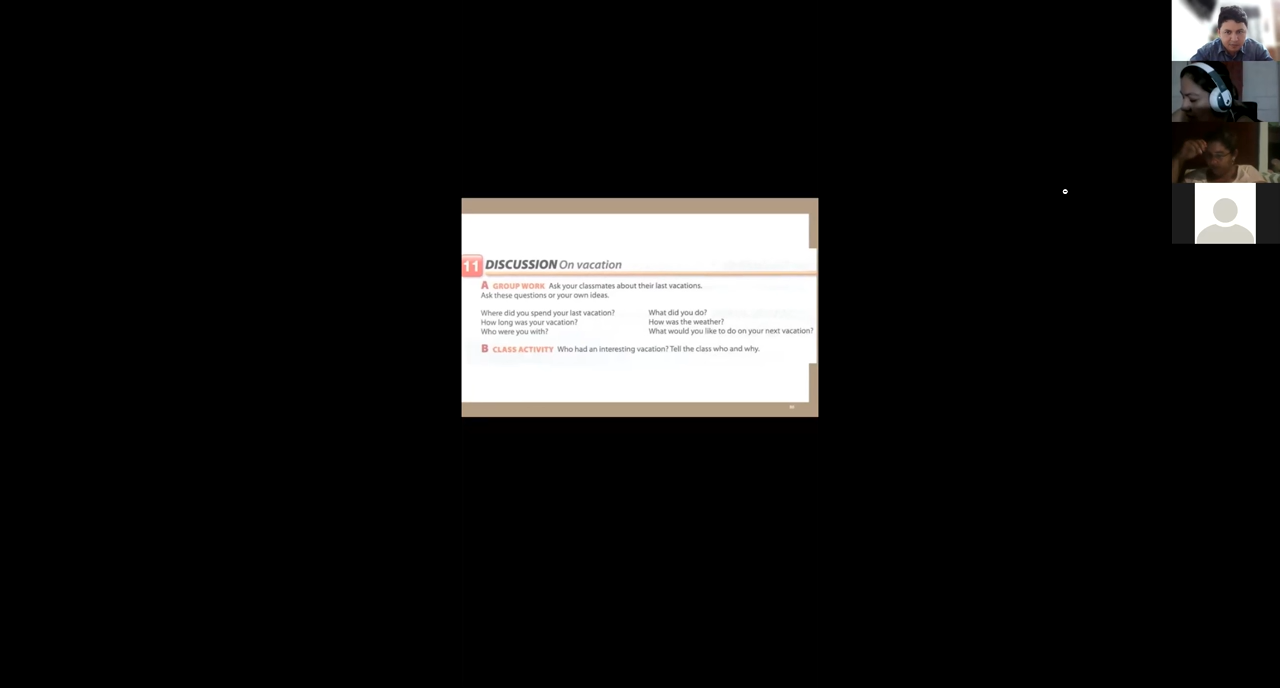 11 DISCUSSION On vacation
A GROUP WORK Ask your classmates about their last vacations.
Ask these questions or your own ideas.
Where did you spend your last vacation?
How long was your vacation?
Who were you with?
What did you do?
How was the weather?
What would you like to do on your next vacation?
B CLASS ACTIVITY Who had an interesting vacation? Tell the class who and why.